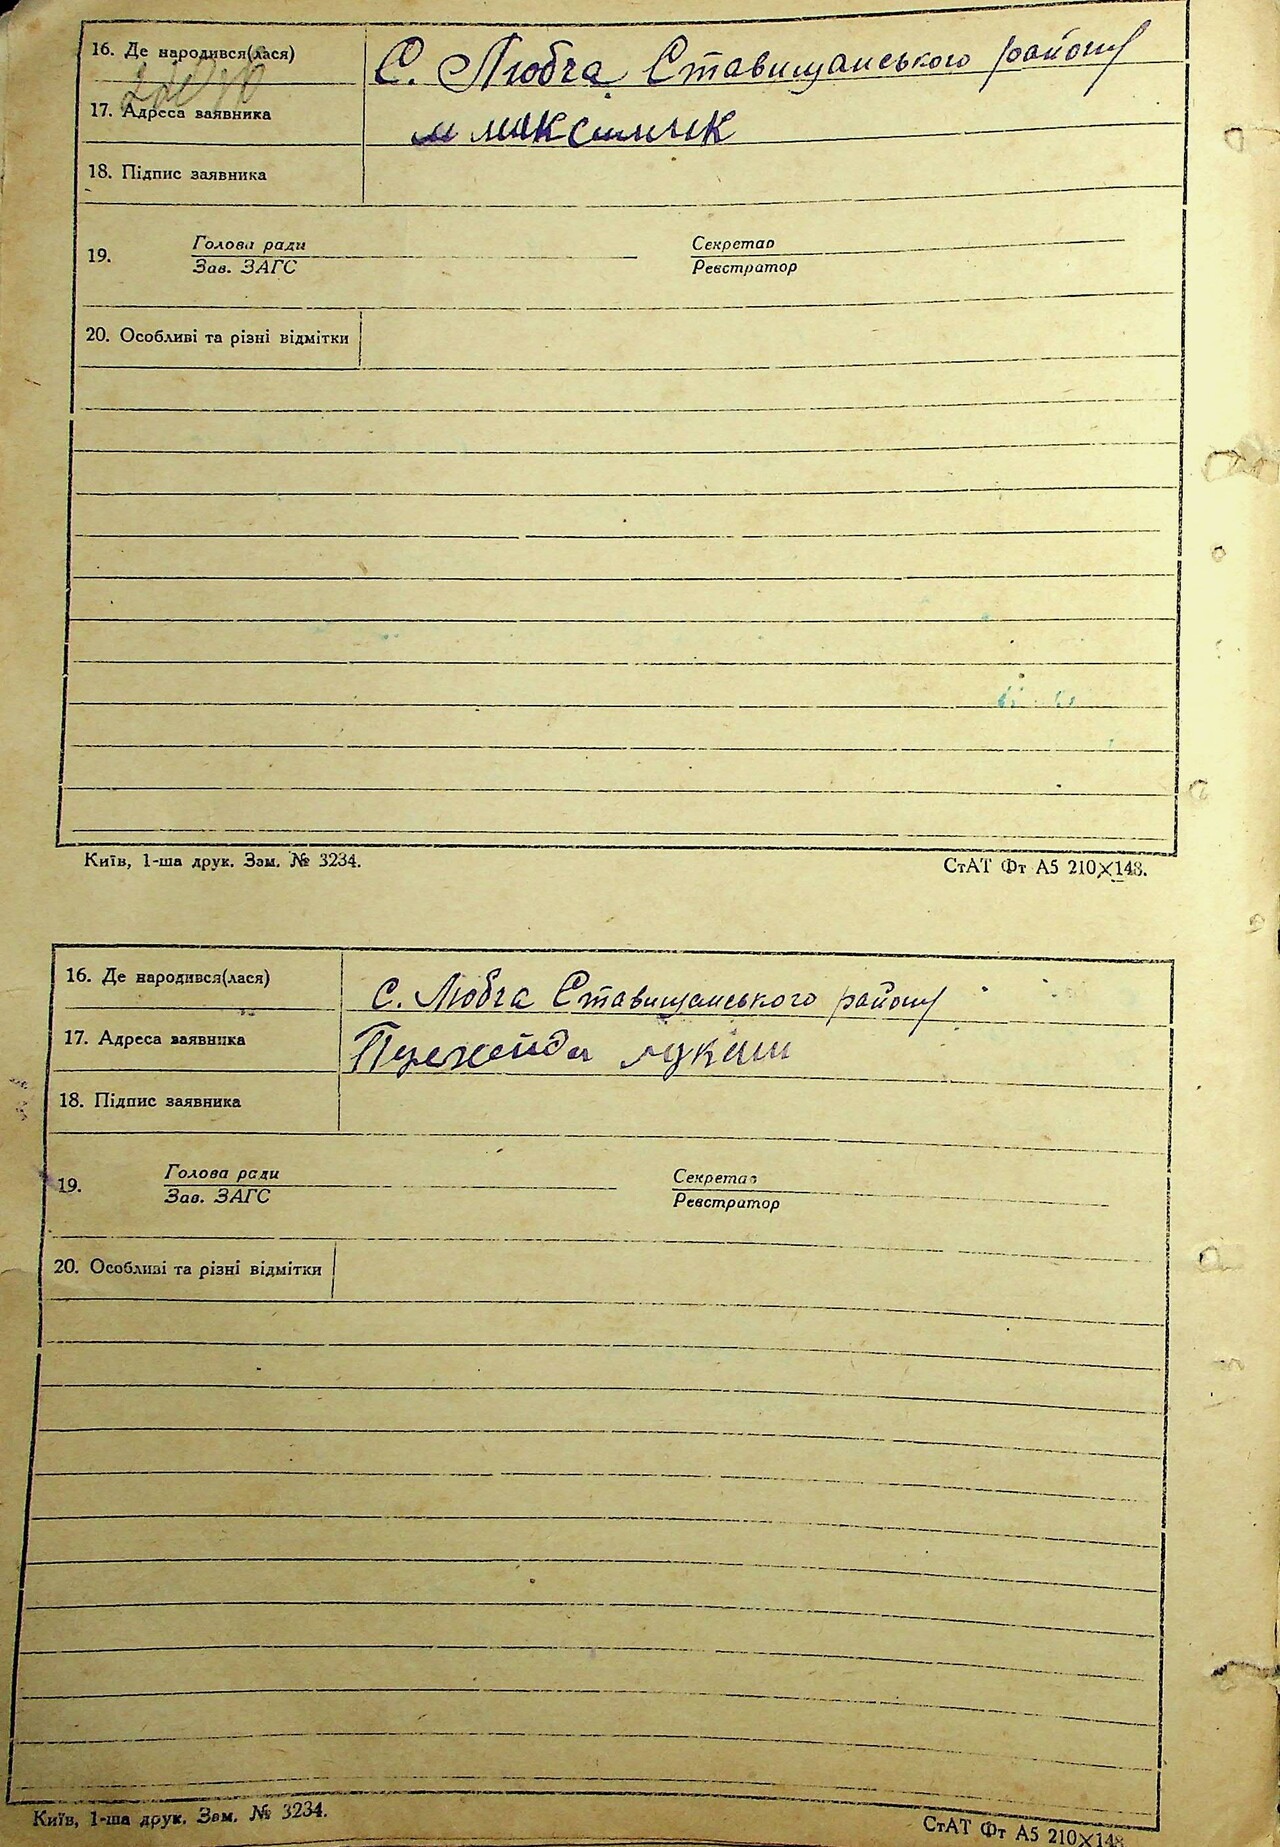 16. Де народився(лася)
С. Любча Ставищанського району
17. Адреса заявника
18. Підпис заявника
19.
Голова ради
Зав. ЗАГС
Секретар
Реєстратор
20. Особливі та різні відмітки
Київ, 1-ша друк. Зам. № 3234.
СтАТ Фт А5 210×148.
16. Де народився(лася)
с. Любча Ставищанського району
17. Адреса заявника
18. Підпис заявника
19.
Голова ради
Зав. ЗАГС
Секретар
Реєстратор
20. Особливі та різні відмітки
Київ, 1-ша друк. Зам. № 3234.
СтАТ Фт А5 210×148